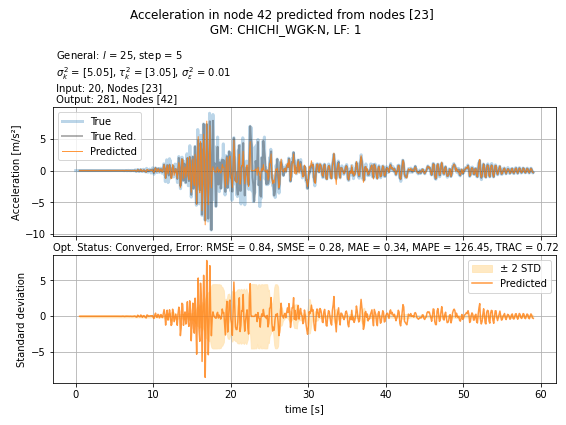 Acceleration in node 42 predicted from nodes [23]
GM: CHICHI_WGK-N, LF: 1
General: l = 25, step = 5
σ²ₖ = [5.05], τ²ₖ = [3.05], σ²ε = 0.01
Input: 20, Nodes [23]
Output: 281, Nodes [42]
True
True Red.
Predicted
Acceleration [m/s²]
5
0
−5
−10
Opt. Status: Converged, Error: RMSE = 0.84, SMSE = 0.28, MAE = 0.34, MAPE = 126.45, TRAC = 0.72
± 2 STD
Predicted
Standard deviation
5
0
−5
0 10 20 30 40 50 60
time [s]